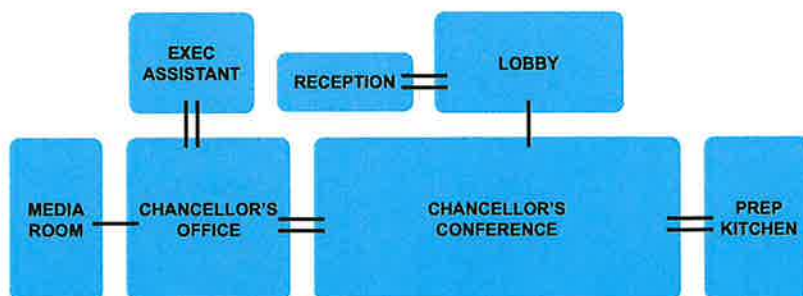 EXEC
ASSISTANT
RECEPTION
LOBBY
MEDIA
ROOM
CHANCELLOR'S
OFFICE
CHANCELLOR'S
CONFERENCE
PREP
KITCHEN